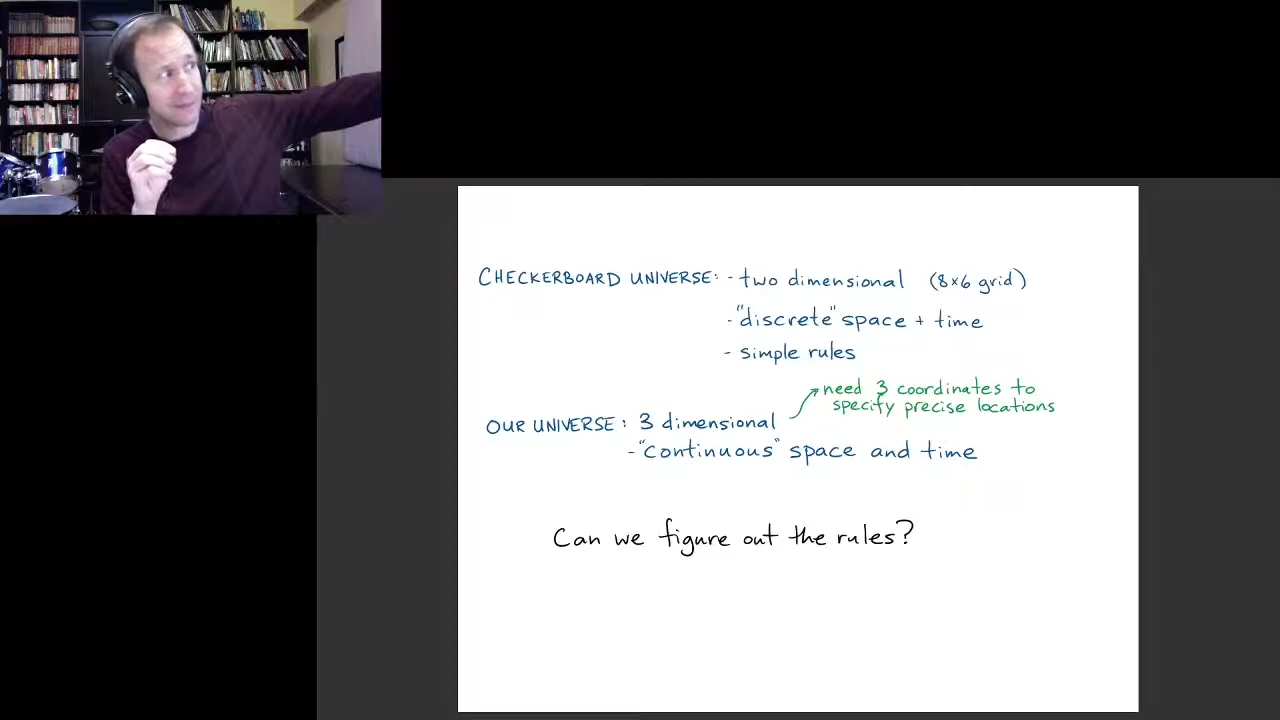 CHECKERBOARD UNIVERSE: - two dimensional (8×6 grid)
- "discrete" space + time
- simple rules
need 3 coordinates to
specify precise locations
OUR UNIVERSE: 3 dimensional
- "continuous" space and time
Can we figure out the rules?